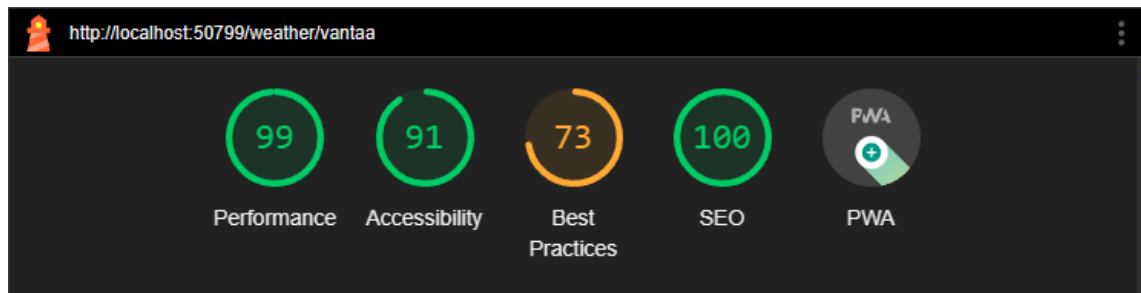 http://localhost:50799/weather/vantaa
99
91
73
100
PWA
Performance
Accessibility
Best
Practices
SEO
PWA